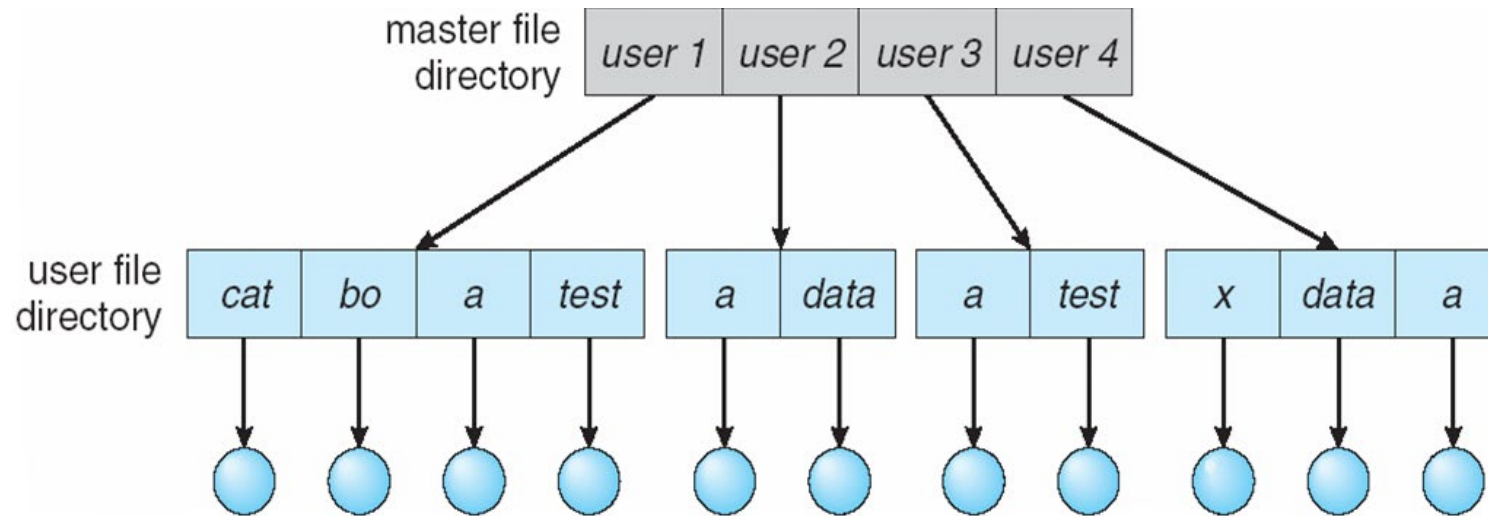 master file
directory
user 1 user 2 user 3 user 4
user file
directory
cat bo a test a data a test x data a